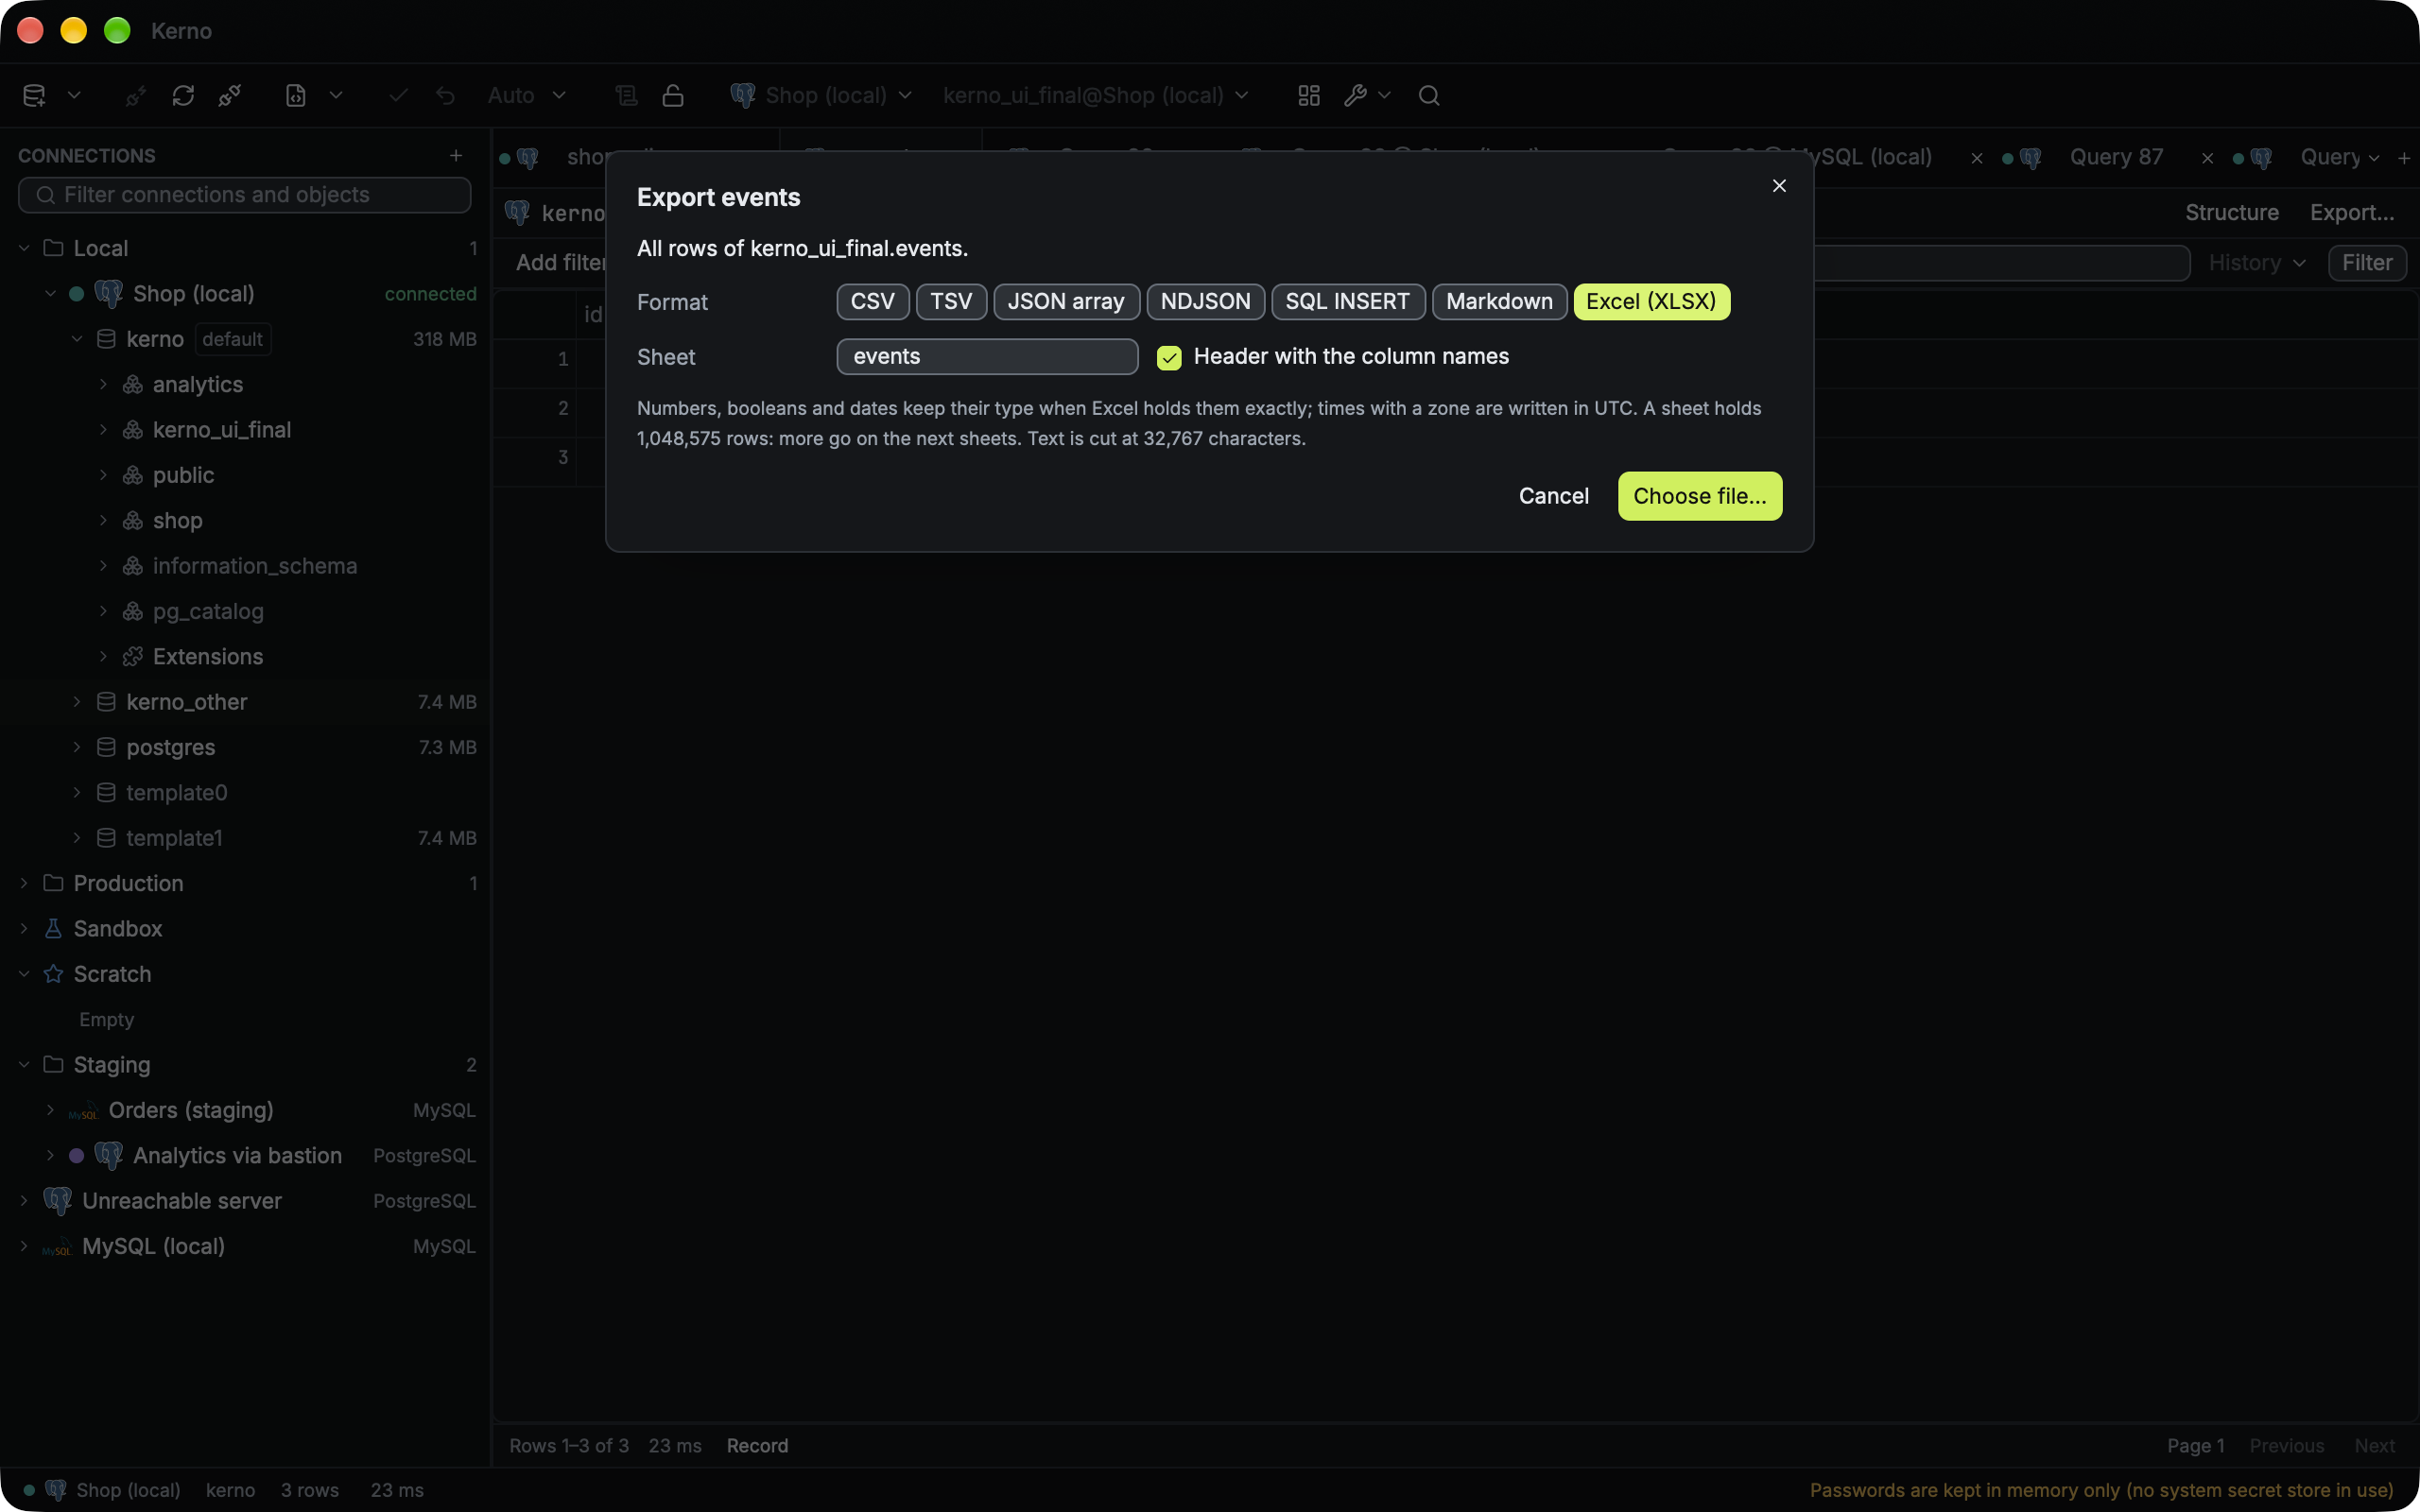 Kerno
Auto
Shop (local)
kerno_ui_final@Shop (local)
CONNECTIONS
Filter connections and objects
Local 1
Shop (local) connected
kerno default 318 MB
analytics
kerno_ui_final
public
shop
information_schema
pg_catalog
Extensions
kerno_other 7.4 MB
postgres 7.3 MB
template0
template1 7.4 MB
Production 1
Sandbox
Scratch
Empty
Staging 2
Orders (staging) MySQL
Analytics via bastion PostgreSQL
Unreachable server PostgreSQL
MySQL (local) MySQL
(local) Query 87 Query
kerno Structure Export...
Add filter History Filter
id
1
2
3
Export events
All rows of kerno_ui_final.events.
Format CSV TSV JSON array NDJSON SQL INSERT Markdown Excel (XLSX)
Sheet events Header with the column names
Numbers, booleans and dates keep their type when Excel holds them exactly; times with a zone are written in UTC. A sheet holds
1,048,575 rows: more go on the next sheets. Text is cut at 32,767 characters.
Cancel Choose file...
Rows 1–3 of 3 23 ms Record Page 1 Previous Next
Shop (local) kerno 3 rows 23 ms Passwords are kept in memory only (no system secret store in use)